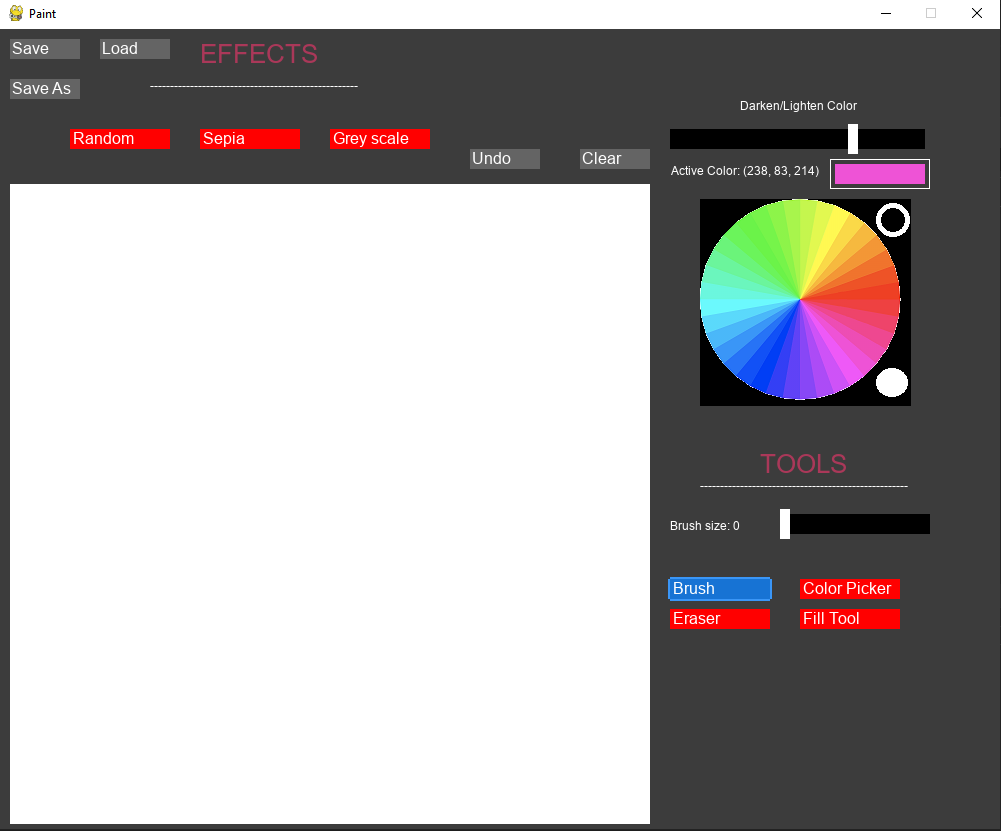 Paint
Save
Load
EFFECTS
Save As
----------------------------------------------------
Darken/Lighten Color
Random
Sepia
Grey scale
Undo
Clear
Active Color: (238, 83, 214)
TOOLS
----------------------------------------------------
Brush size: 0
Brush
Color Picker
Eraser
Fill Tool